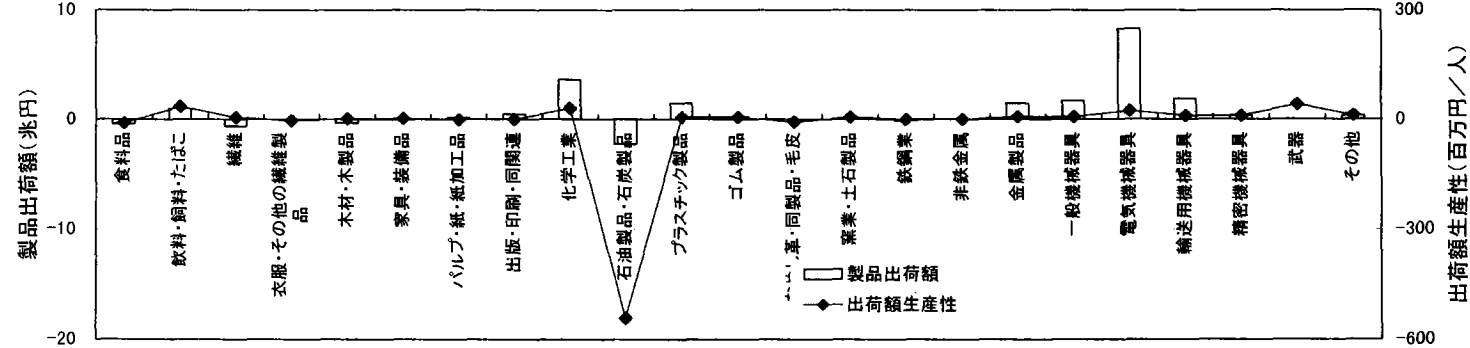 製品出荷額(兆円)
10
0
-10
-20
食料品
飲料・飼料・たばこ
繊維
衣服・その他の繊維製
品
木材・木製品
家具・装備品
パルプ・紙・紙加工品
出版・印刷・同関連
化学工業
石油製品・石炭製品
プラスチック製品
ゴム製品
革・同製品・毛皮
窯業・土石製品
鉄鋼業
非鉄金属
金属製品
一般機械器具
電気機械器具
輸送用機械器具
精密機械器具
武器
その他
製品出荷額
出荷額生産性
300
0
-300
-600
出荷額生産性(百万円/人)